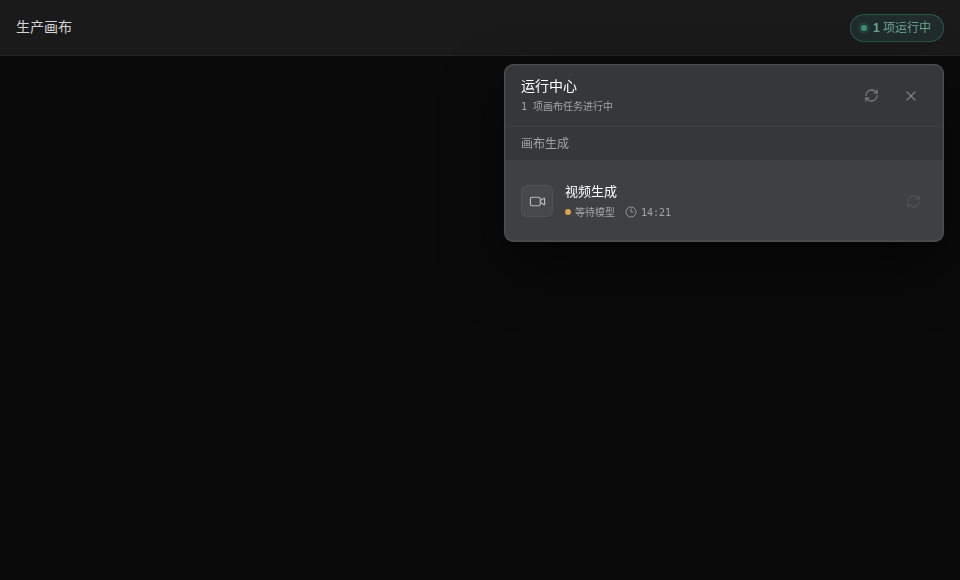 生产画布
1 项运行中
运行中心
1 项画布任务进行中
画布生成
视频生成
等待模型 14:21